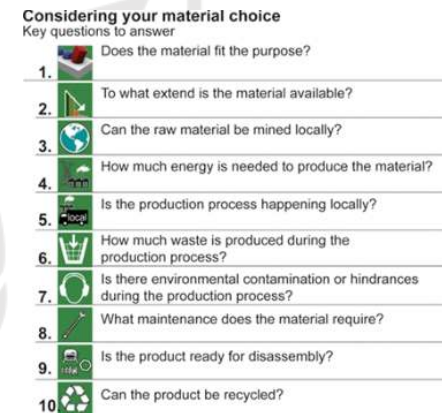 Considering your material choice
Key questions to answer
1. Does the material fit the purpose?
2. To what extend is the material available?
3. Can the raw material be mined locally?
4. How much energy is needed to produce the material?
5. local Is the production process happening locally?
6. How much waste is produced during the
production process?
7. Is there environmental contamination or hindrances
during the production process?
8. What maintenance does the material require?
9. Is the product ready for disassembly?
10 Can the product be recycled?